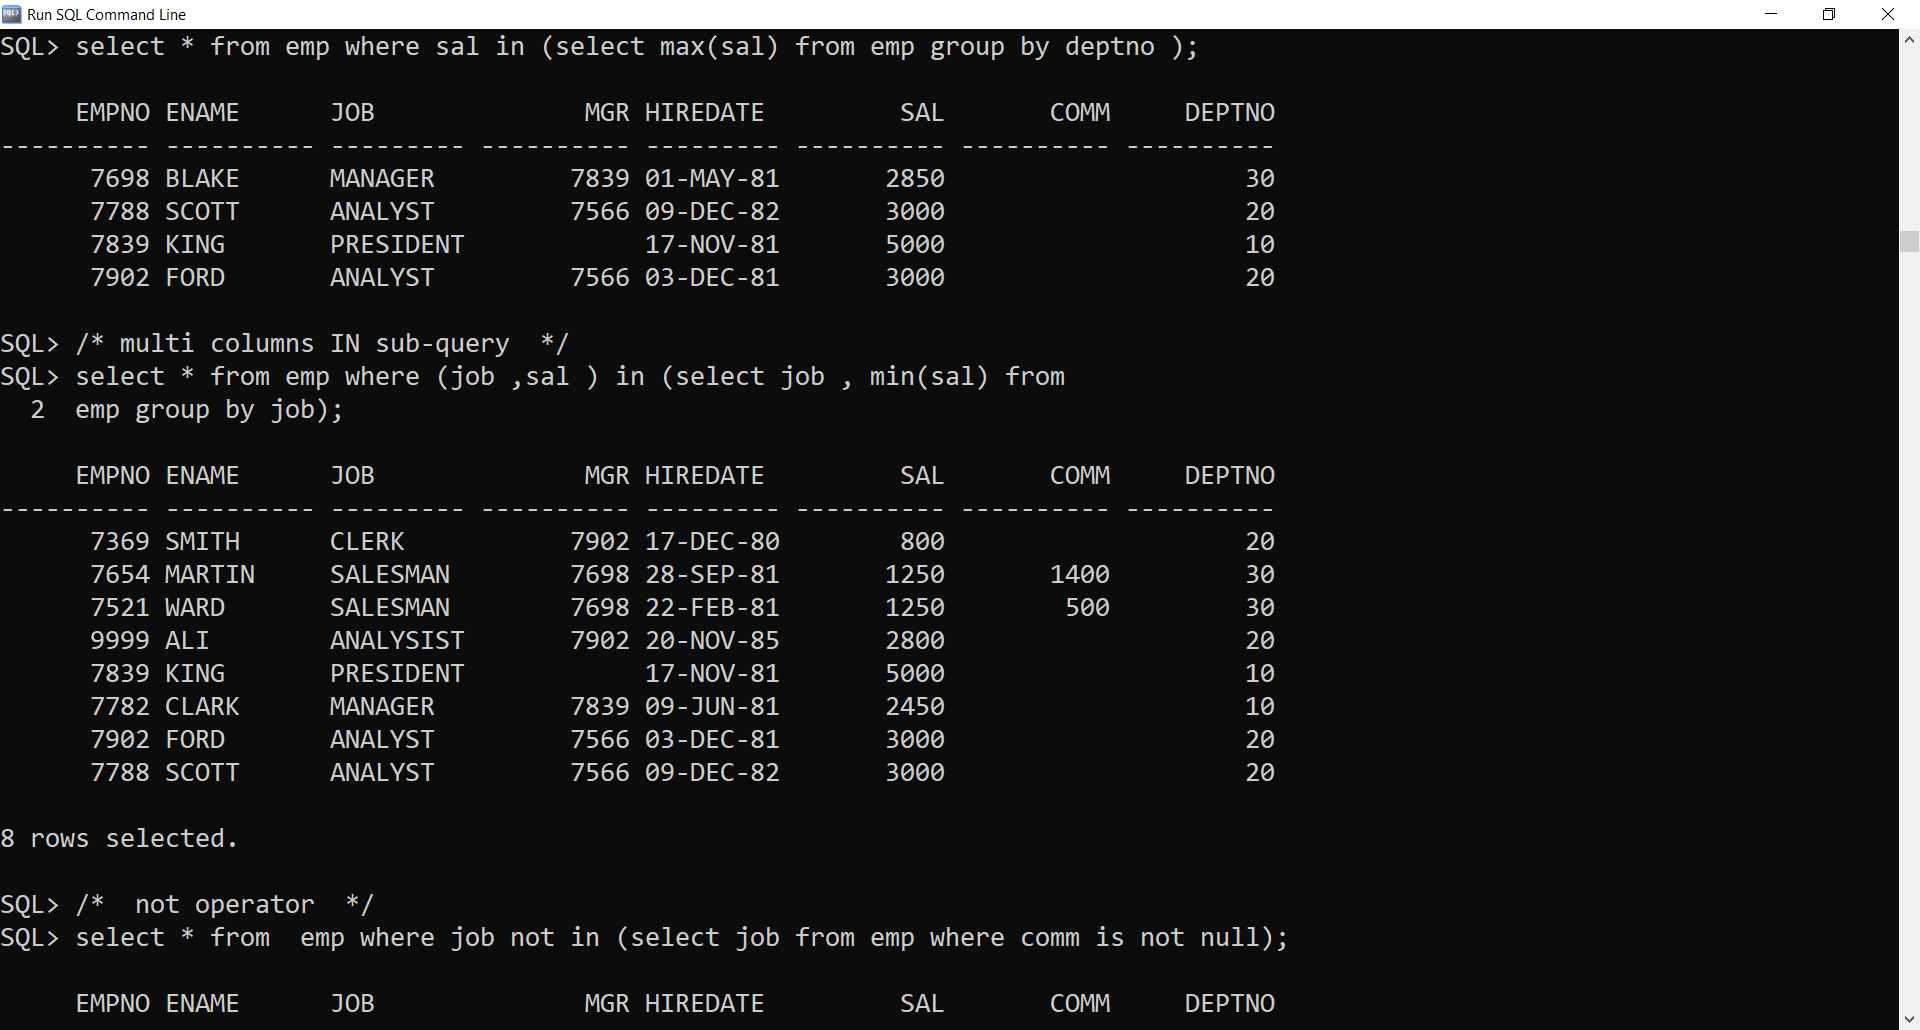 Run SQL Command Line
SQL> select * from emp where sal in (select max(sal) from emp group by deptno );
     EMPNO ENAME      JOB              MGR HIREDATE         SAL       COMM     DEPTNO
---------- ---------- --------- ---------- --------- ---------- ---------- ----------
      7698 BLAKE      MANAGER         7839 01-MAY-81       2850                    30
      7788 SCOTT      ANALYST         7566 09-DEC-82       3000                    20
      7839 KING       PRESIDENT            17-NOV-81       5000                    10
      7902 FORD       ANALYST         7566 03-DEC-81       3000                    20
SQL> /* multi columns IN sub-query  */
SQL> select * from emp where (job ,sal ) in (select job , min(sal) from
  2  emp group by job);
     EMPNO ENAME      JOB              MGR HIREDATE         SAL       COMM     DEPTNO
---------- ---------- --------- ---------- --------- ---------- ---------- ----------
      7369 SMITH      CLERK           7902 17-DEC-80        800                    20
      7654 MARTIN     SALESMAN        7698 28-SEP-81       1250       1400         30
      7521 WARD       SALESMAN        7698 22-FEB-81       1250        500         30
      9999 ALI        ANALYSIST       7902 20-NOV-85       2800                    20
      7839 KING       PRESIDENT            17-NOV-81       5000                    10
      7782 CLARK      MANAGER         7839 09-JUN-81       2450                    10
      7902 FORD       ANALYST         7566 03-DEC-81       3000                    20
      7788 SCOTT      ANALYST         7566 09-DEC-82       3000                    20
8 rows selected.
SQL> /*  not operator  */
SQL> select * from  emp where job not in (select job from emp where comm is not null);
     EMPNO ENAME      JOB              MGR HIREDATE         SAL       COMM     DEPTNO